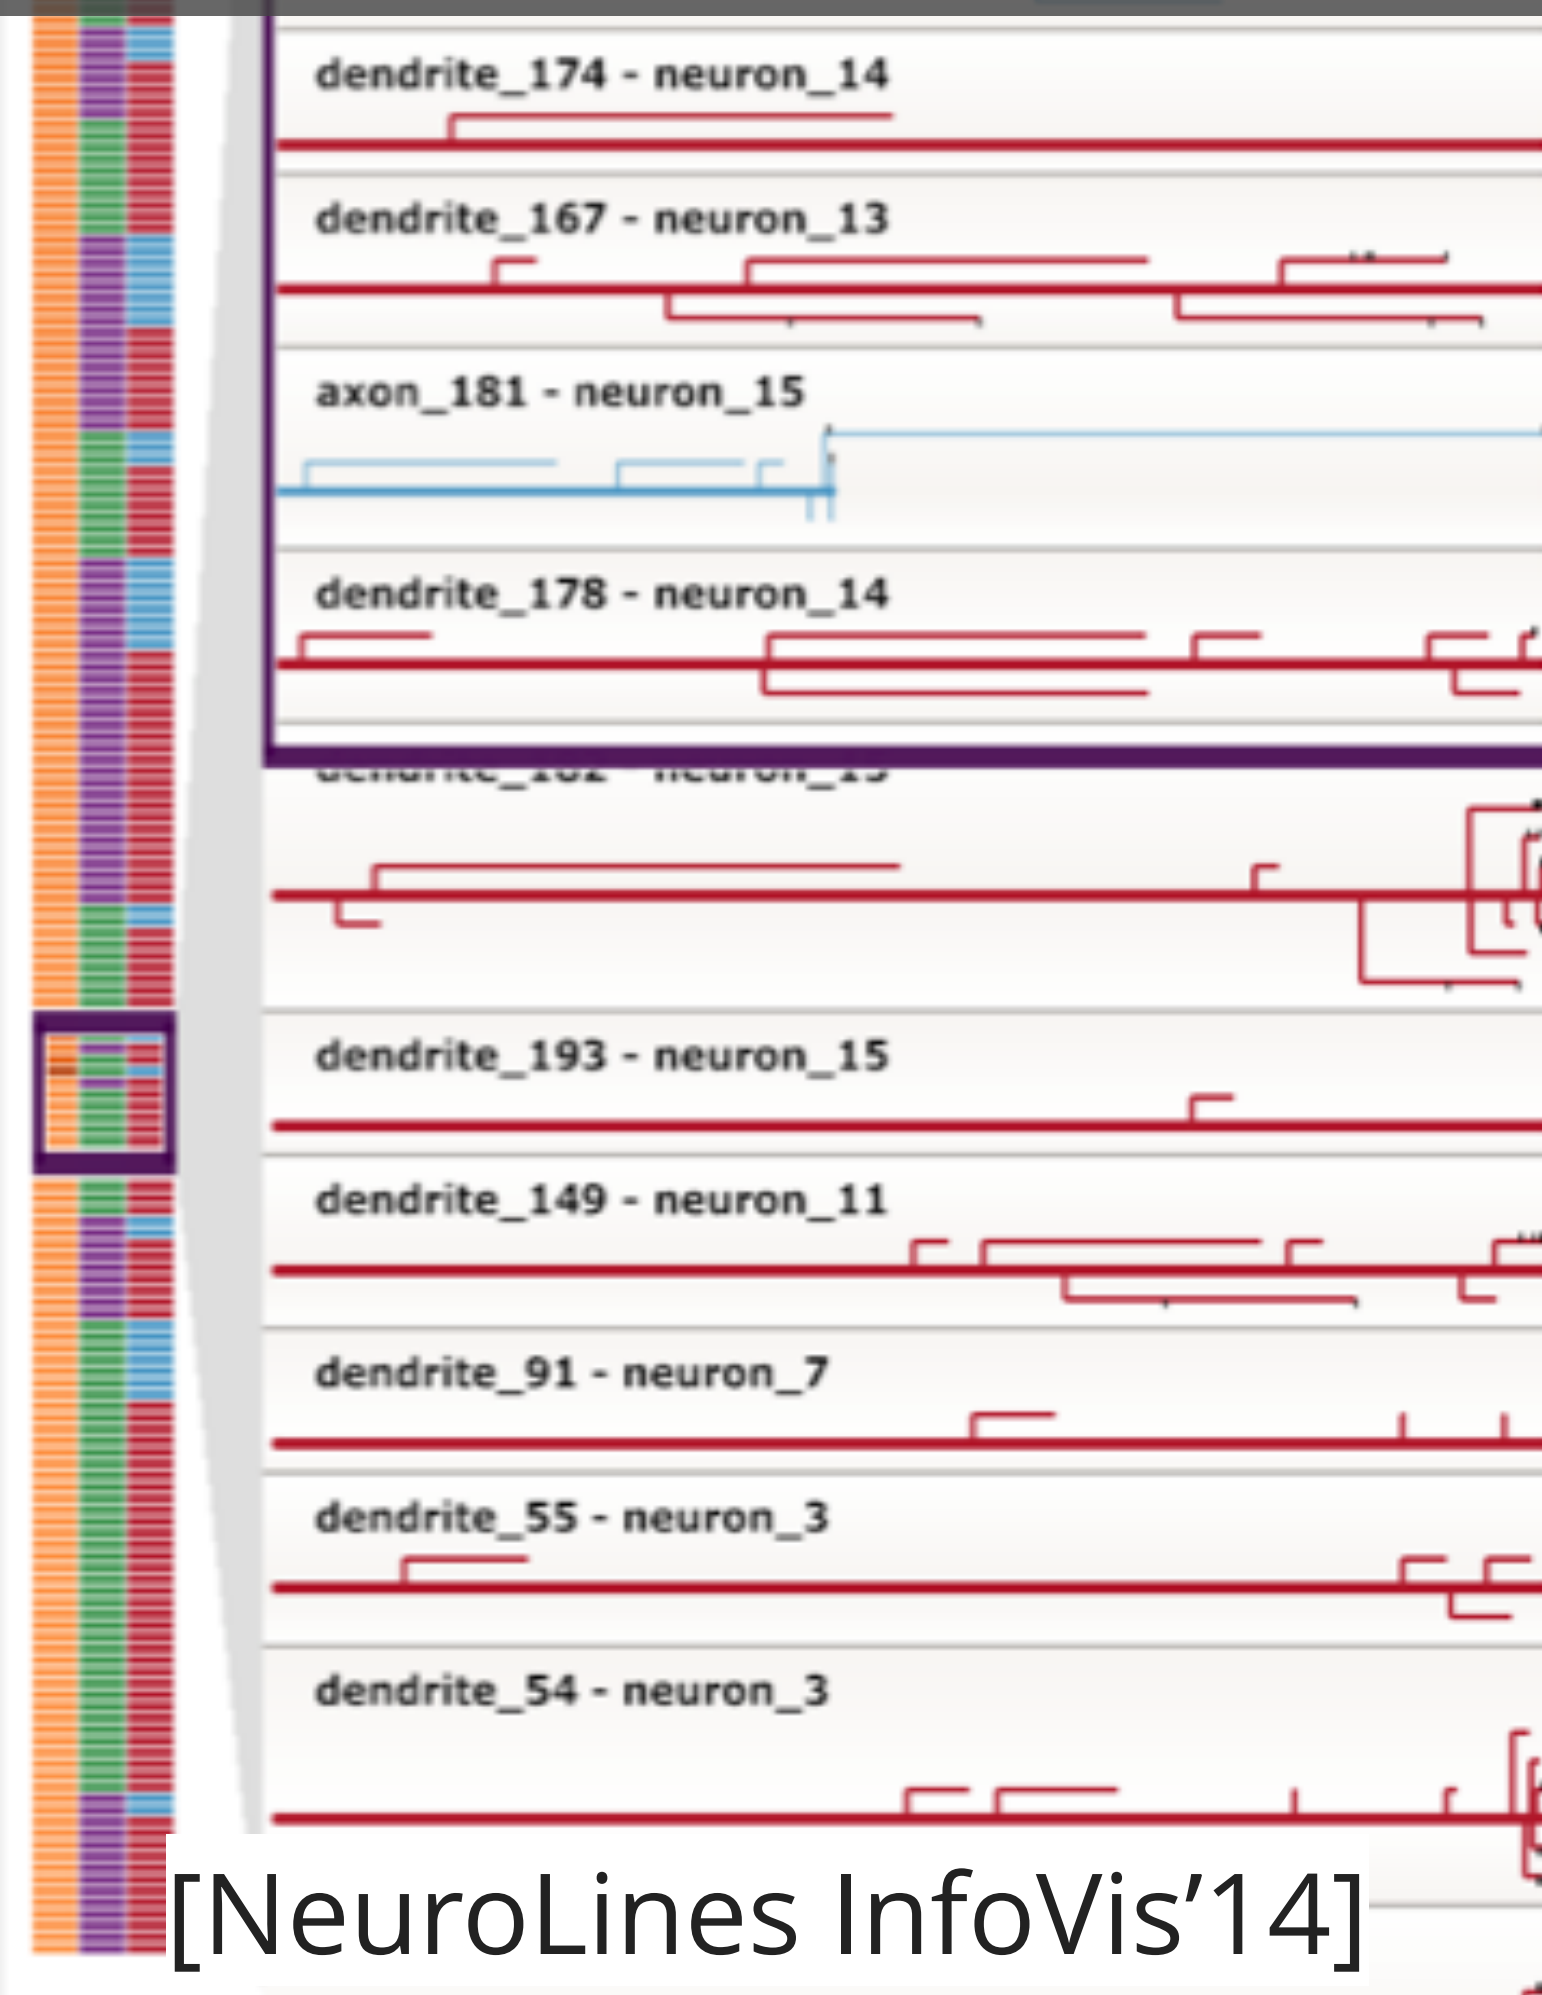 dendrite_174 - neuron_14
dendrite_167 - neuron_13
axon_181 - neuron_15
dendrite_178 - neuron_14
dendrite_193 - neuron_15
dendrite_149 - neuron_11
dendrite_91 - neuron_7
dendrite_55 - neuron_3
dendrite_54 - neuron_3
[NeuroLines InfoVis’14]